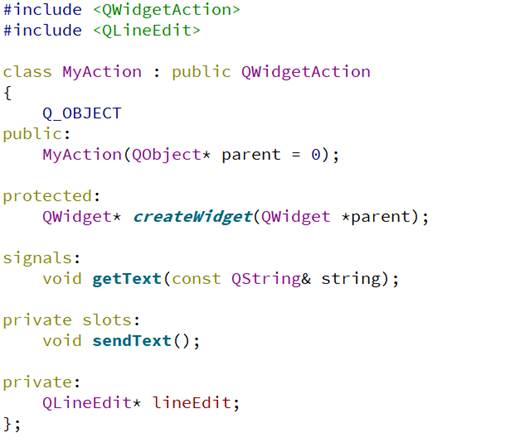 #include <QWidgetAction>
#include <QLineEdit>

class MyAction : public QWidgetAction
{
    Q_OBJECT
public:
    MyAction(QObject* parent = 0);

protected:
    QWidget* createWidget(QWidget *parent);

signals:
    void getText(const QString& string);

private slots:
    void sendText();

private:
    QLineEdit* lineEdit;
};